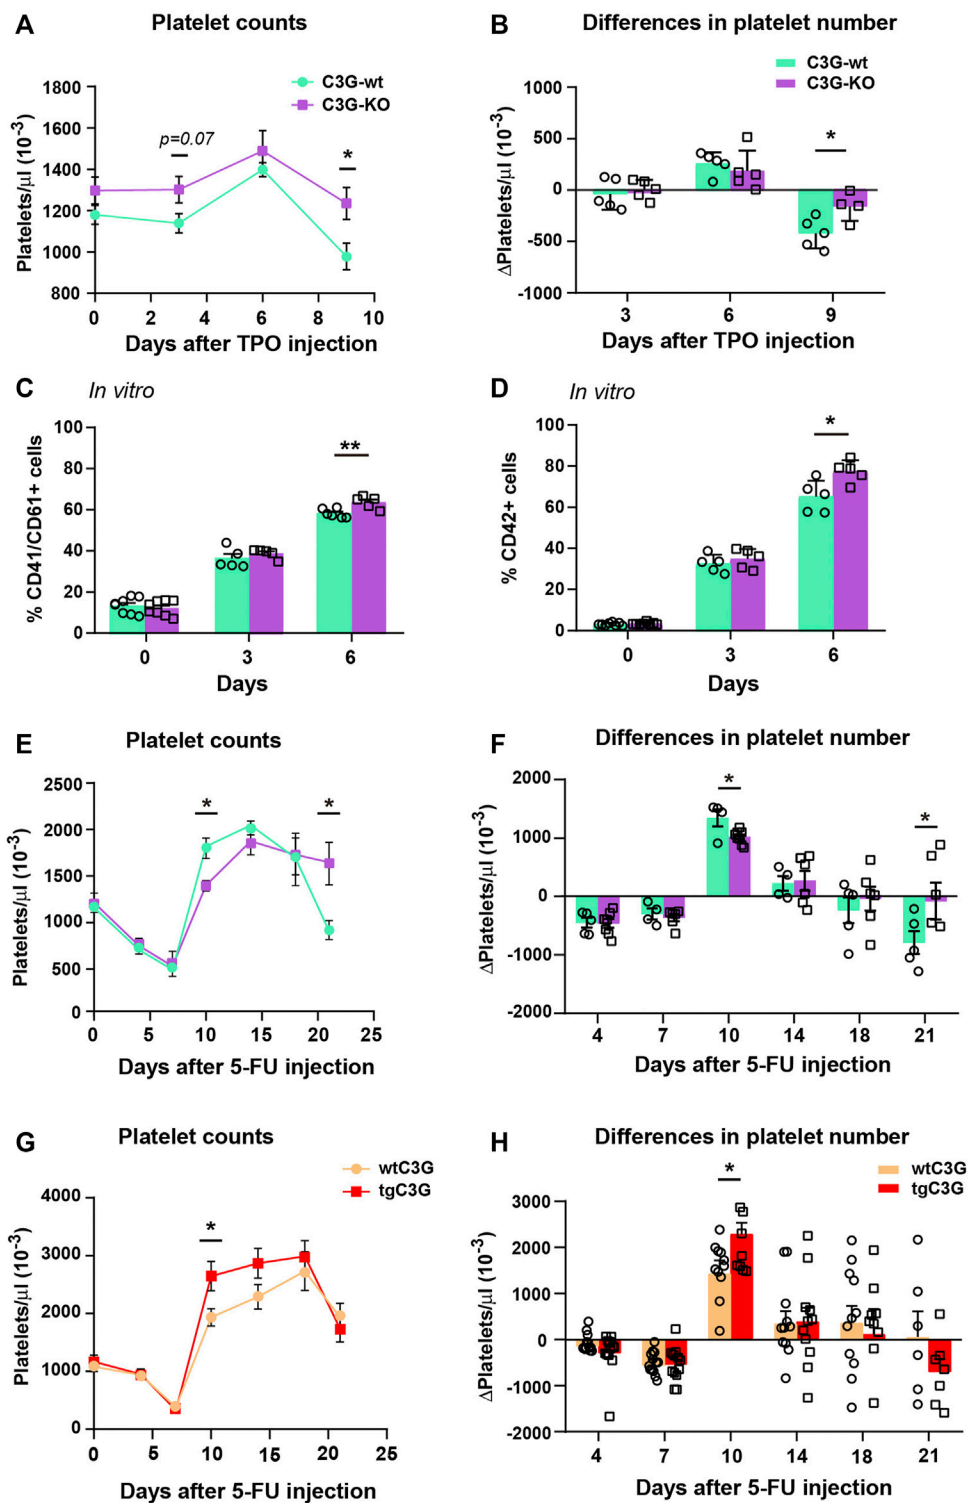 A Platelet counts
C3G-wt
C3G-KO
Platelets/µl (10⁻³)
1800
1600
1400
1200
1000
800
p=0.07
*
0 2 4 6 8 10
Days after TPO injection
B Differences in platelet number
C3G-wt
C3G-KO
ΔPlatelets/µl (10⁻³)
1000
500
0
-500
-1000
*
3 6 9
Days after TPO injection
C In vitro
% CD41/CD61+ cells
100
80
60
40
20
0
**
0 3 6
Days
D In vitro
% CD42+ cells
100
80
60
40
20
0
*
0 3 6
Days
E Platelet counts
Platelets/µl (10⁻³)
2500
2000
1500
1000
500
0
* *
0 5 10 15 20 25
Days after 5-FU injection
F Differences in platelet number
ΔPlatelets/µl (10⁻³)
2000
1000
0
-1000
-2000
* *
4 7 10 14 18 21
Days after 5-FU injection
G Platelet counts
wtC3G
tgC3G
Platelets/µl (10⁻³)
4000
3000
2000
1000
0
*
0 5 10 15 20 25
Days after 5-FU injection
H Differences in platelet number
wtC3G
tgC3G
ΔPlatelets/µl (10⁻³)
3000
2000
1000
0
-1000
-2000
*
4 7 10 14 18 21
Days after 5-FU injection